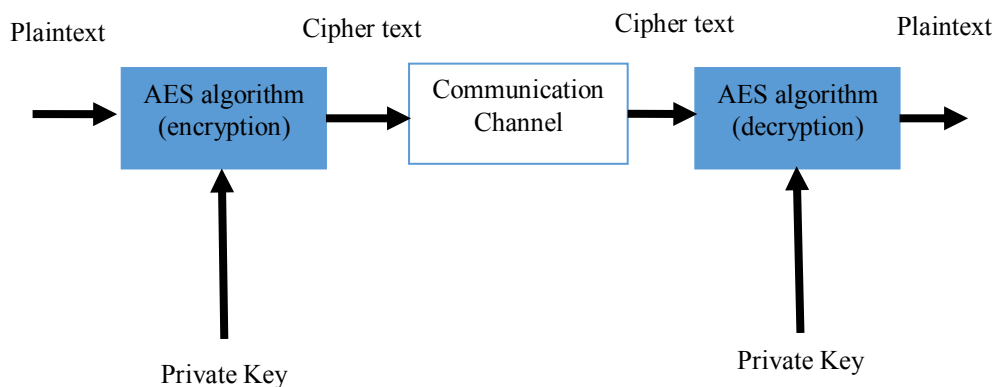 Plaintext
Cipher text
Cipher text
Plaintext
AES algorithm
(encryption)
Communication
Channel
AES algorithm
(decryption)
Private Key
Private Key